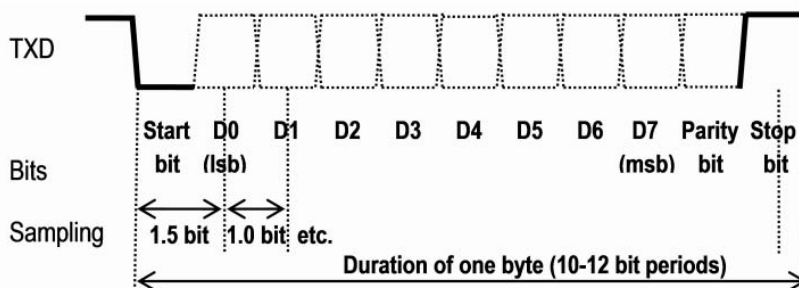 TXD
Start D0 D1 D2 D3 D4 D5 D6 D7 Parity Stop
bit (lsb) (msb) bit bit
Bits
Sampling 1.5 bit 1.0 bit etc.
Duration of one byte (10-12 bit periods)